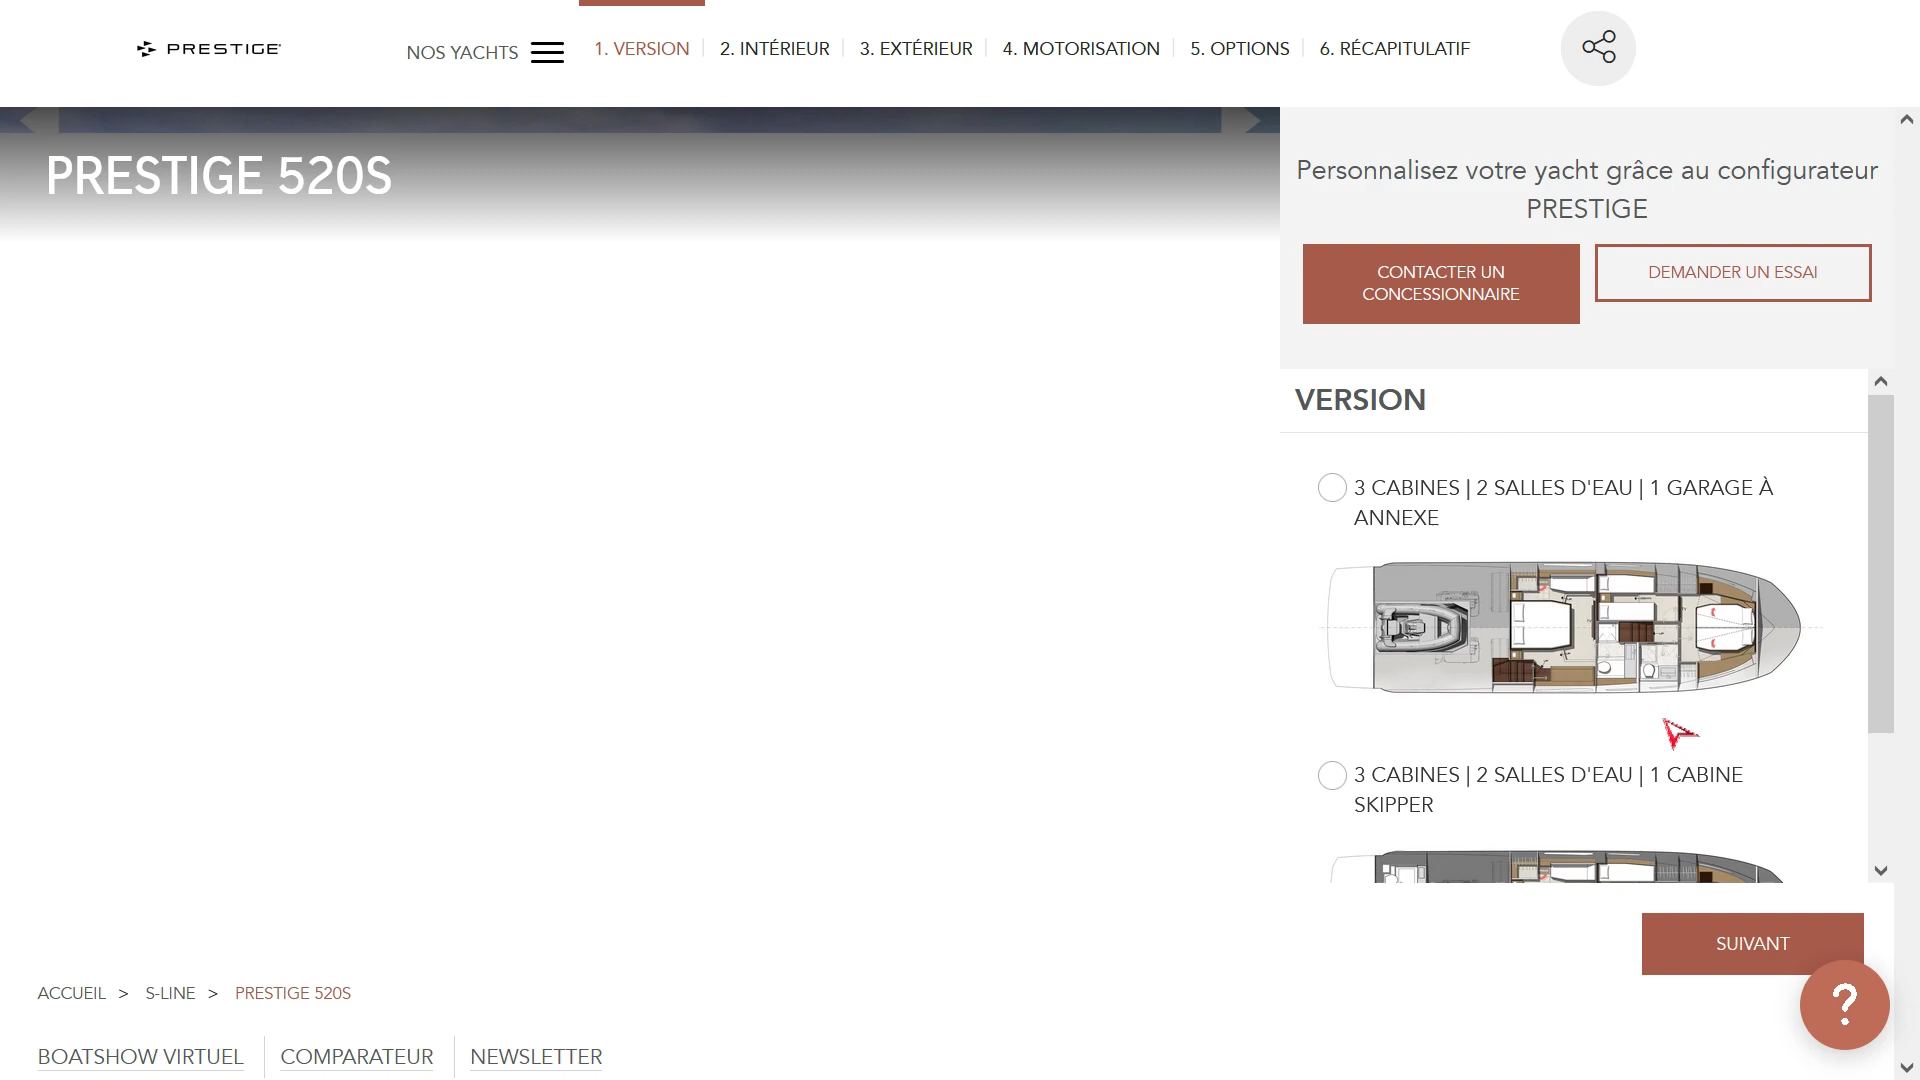 PRESTIGE
NOS YACHTS
1. VERSION
2. INTÉRIEUR
3. EXTÉRIEUR
4. MOTORISATION
5. OPTIONS
6. RÉCAPITULATIF
PRESTIGE 520S
Personnalisez votre yacht grâce au configurateur
PRESTIGE
CONTACTER UN
CONCESSIONNAIRE
DEMANDER UN ESSAI
VERSION
3 CABINES | 2 SALLES D'EAU | 1 GARAGE À
ANNEXE
3 CABINES | 2 SALLES D'EAU | 1 CABINE
SKIPPER
SUIVANT
?
ACCUEIL > S-LINE > PRESTIGE 520S
BOATSHOW VIRTUEL
COMPARATEUR
NEWSLETTER